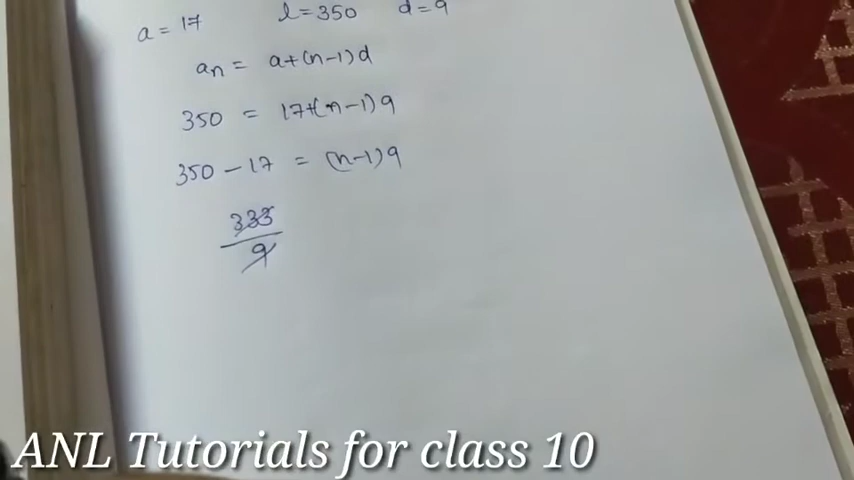 a = 17 l = 350 d = 9
an = a+(n-1)d
350 = 17+(n-1)9
350 - 17 = (n-1)9
333
9
ANL Tutorials for class 10